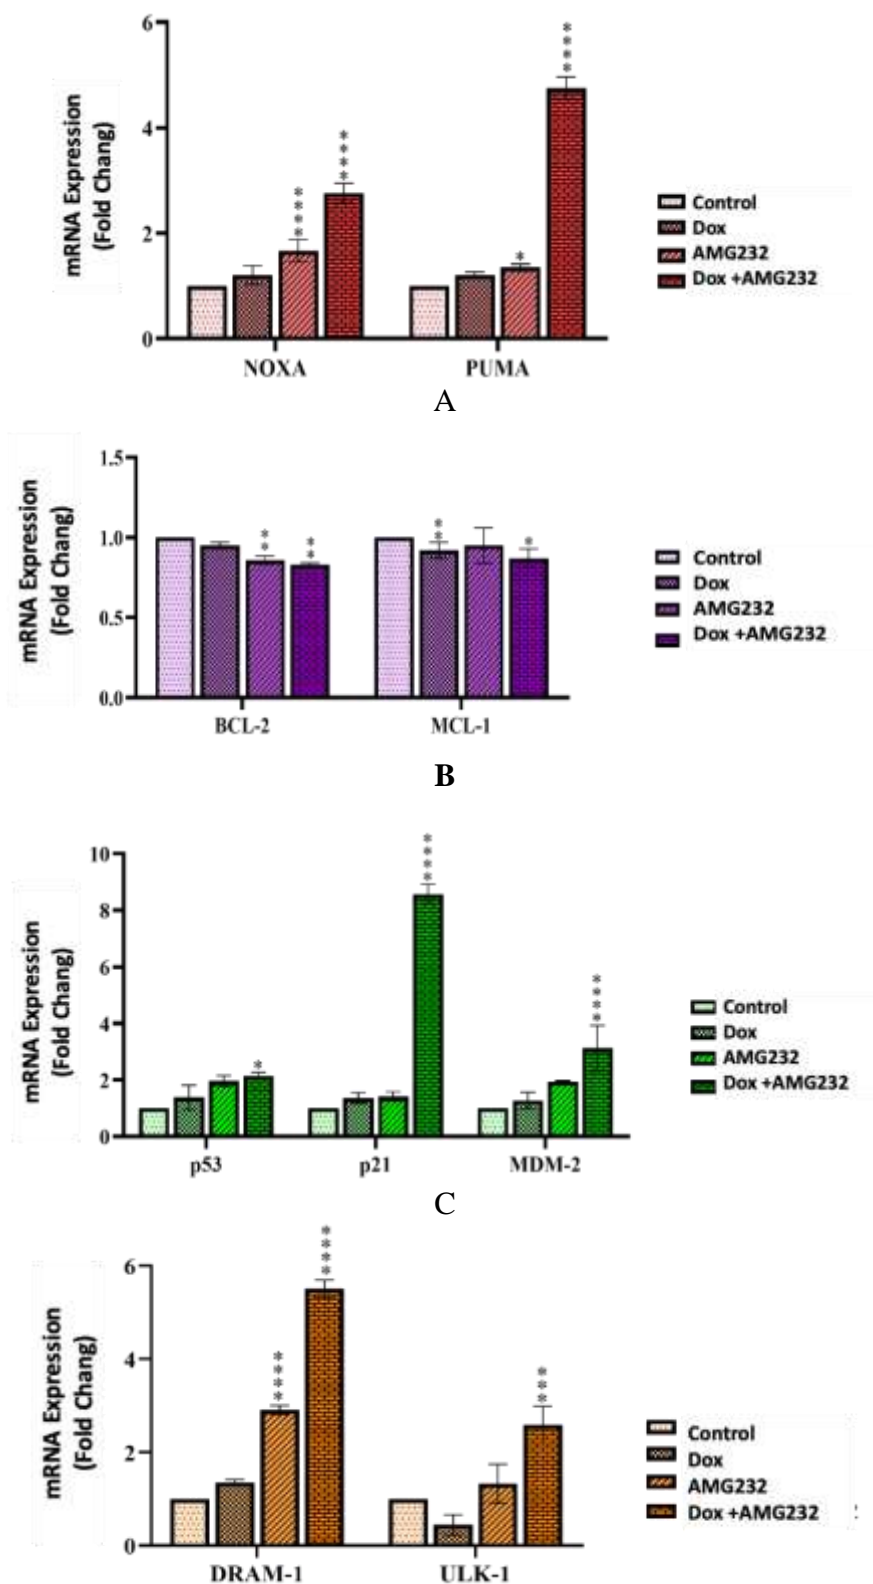 6
4
2
0
mRNA Expression
(Fold Chang)
****
****
*
****
NOXA
PUMA
Control
Dox
AMG232
Dox +AMG232
A
1.5
1.0
0.5
0.0
mRNA Expression
(Fold Chang)
**
**
**
*
BCL-2
MCL-1
Control
Dox
AMG232
Dox +AMG232
B
10
8
6
4
2
0
mRNA Expression
(Fold Chang)
*
****
****
p53
p21
MDM-2
Control
Dox
AMG232
Dox +AMG232
C
6
4
2
0
mRNA Expression
(Fold Chang)
****
****
***
DRAM-1
ULK-1
Control
Dox
AMG232
Dox +AMG232